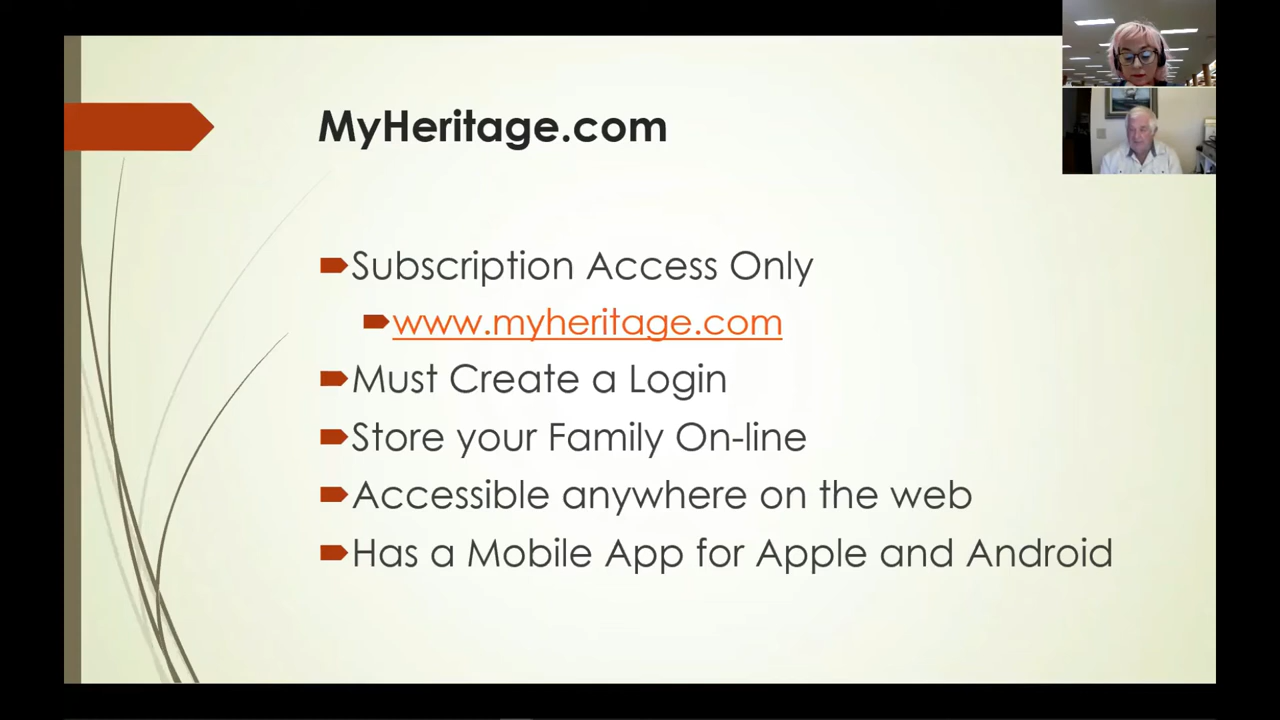 MyHeritage.com
Subscription Access Only
www.myheritage.com
Must Create a Login
Store your Family On-line
Accessible anywhere on the web
Has a Mobile App for Apple and Android